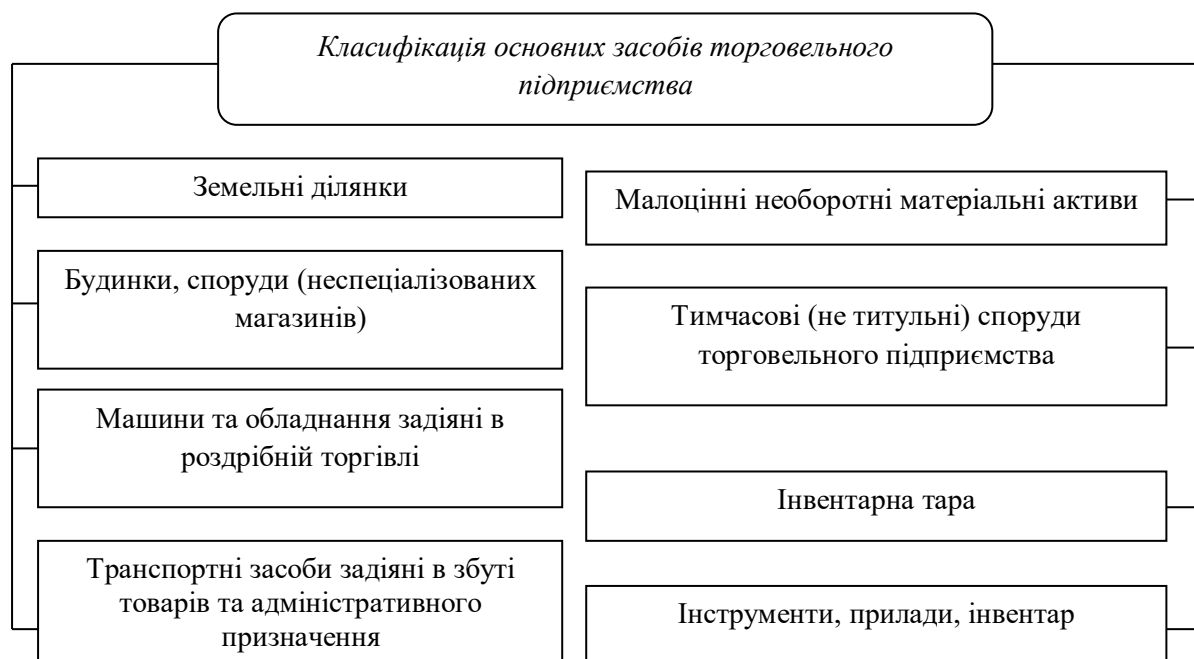 Класифікація основних засобів торговельного
підприємства
Земельні ділянки
Будинки, споруди (неспеціалізованих
магазинів)
Машини та обладнання задіяні в
роздрібній торгівлі
Транспортні засоби задіяні в збуті
товарів та адміністративного
призначення
Малоцінні необоротні матеріальні активи
Тимчасові (не титульні) споруди
торговельного підприємства
Інвентарна тара
Інструменти, прилади, інвентар